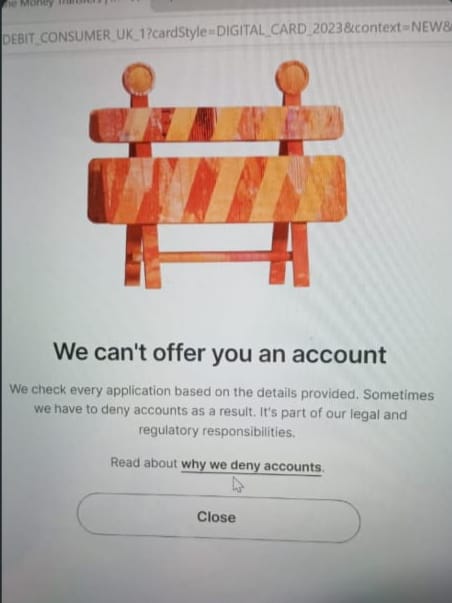 Money Transfers |
DEBIT_CONSUMER_UK_1?cardStyle=DIGITAL_CARD_2023&context=NEW&
We can't offer you an account
We check every application based on the details provided. Sometimes
we have to deny accounts as a result. It's part of our legal and
regulatory responsibilities.
Read about why we deny accounts.
Close